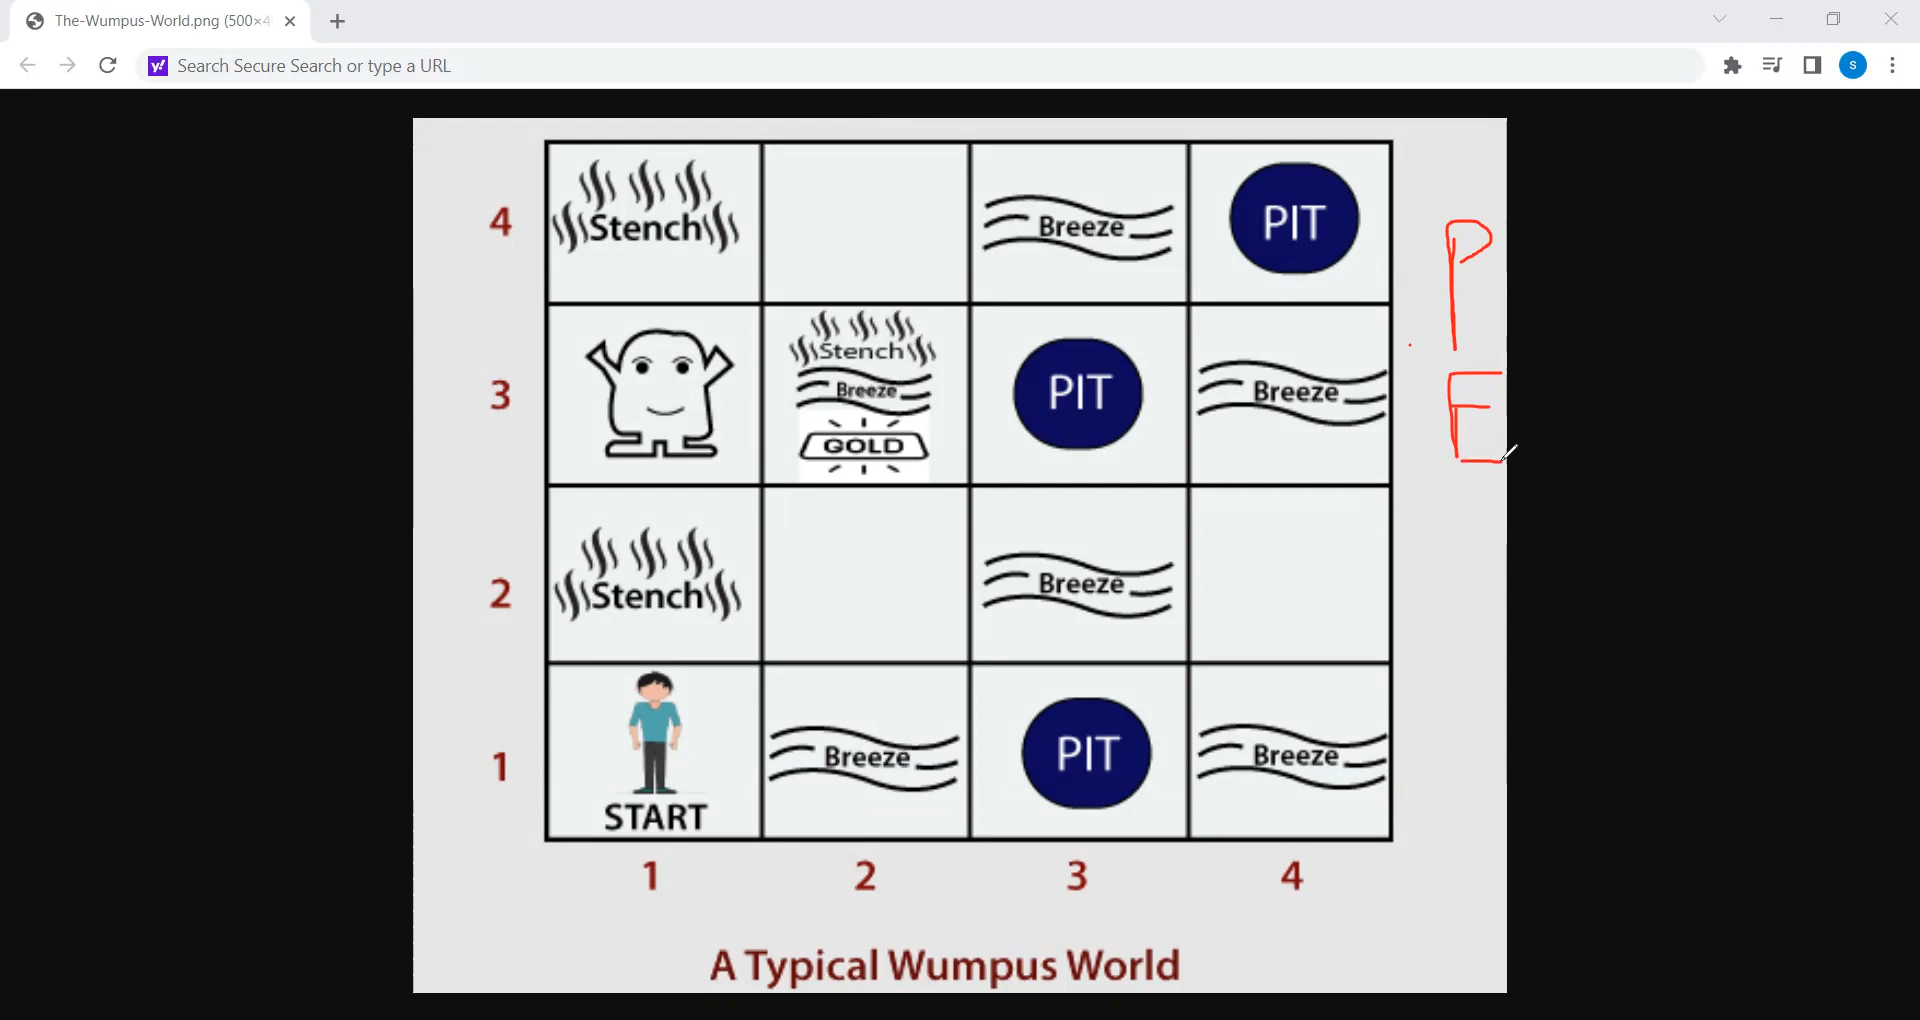 The-Wumpus-World.png (500×4
y! Search Secure Search or type a URL
S
4 Stench Breeze PIT
P
3 Stench
Breeze PIT Breeze
GOLD
E
2 Stench Breeze
1 Breeze PIT Breeze
START
1 2 3 4
A Typical Wumpus World